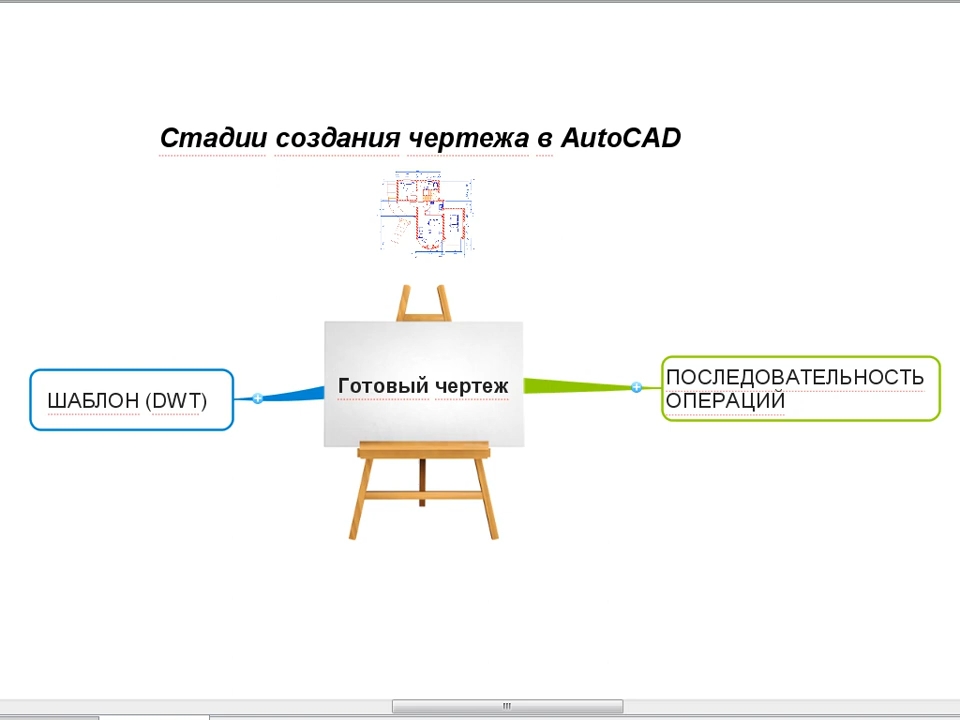 Стадии создания чертежа в AutoCAD
Готовый чертеж
ШАБЛОН (DWT)
ПОСЛЕДОВАТЕЛЬНОСТЬ
ОПЕРАЦИЙ